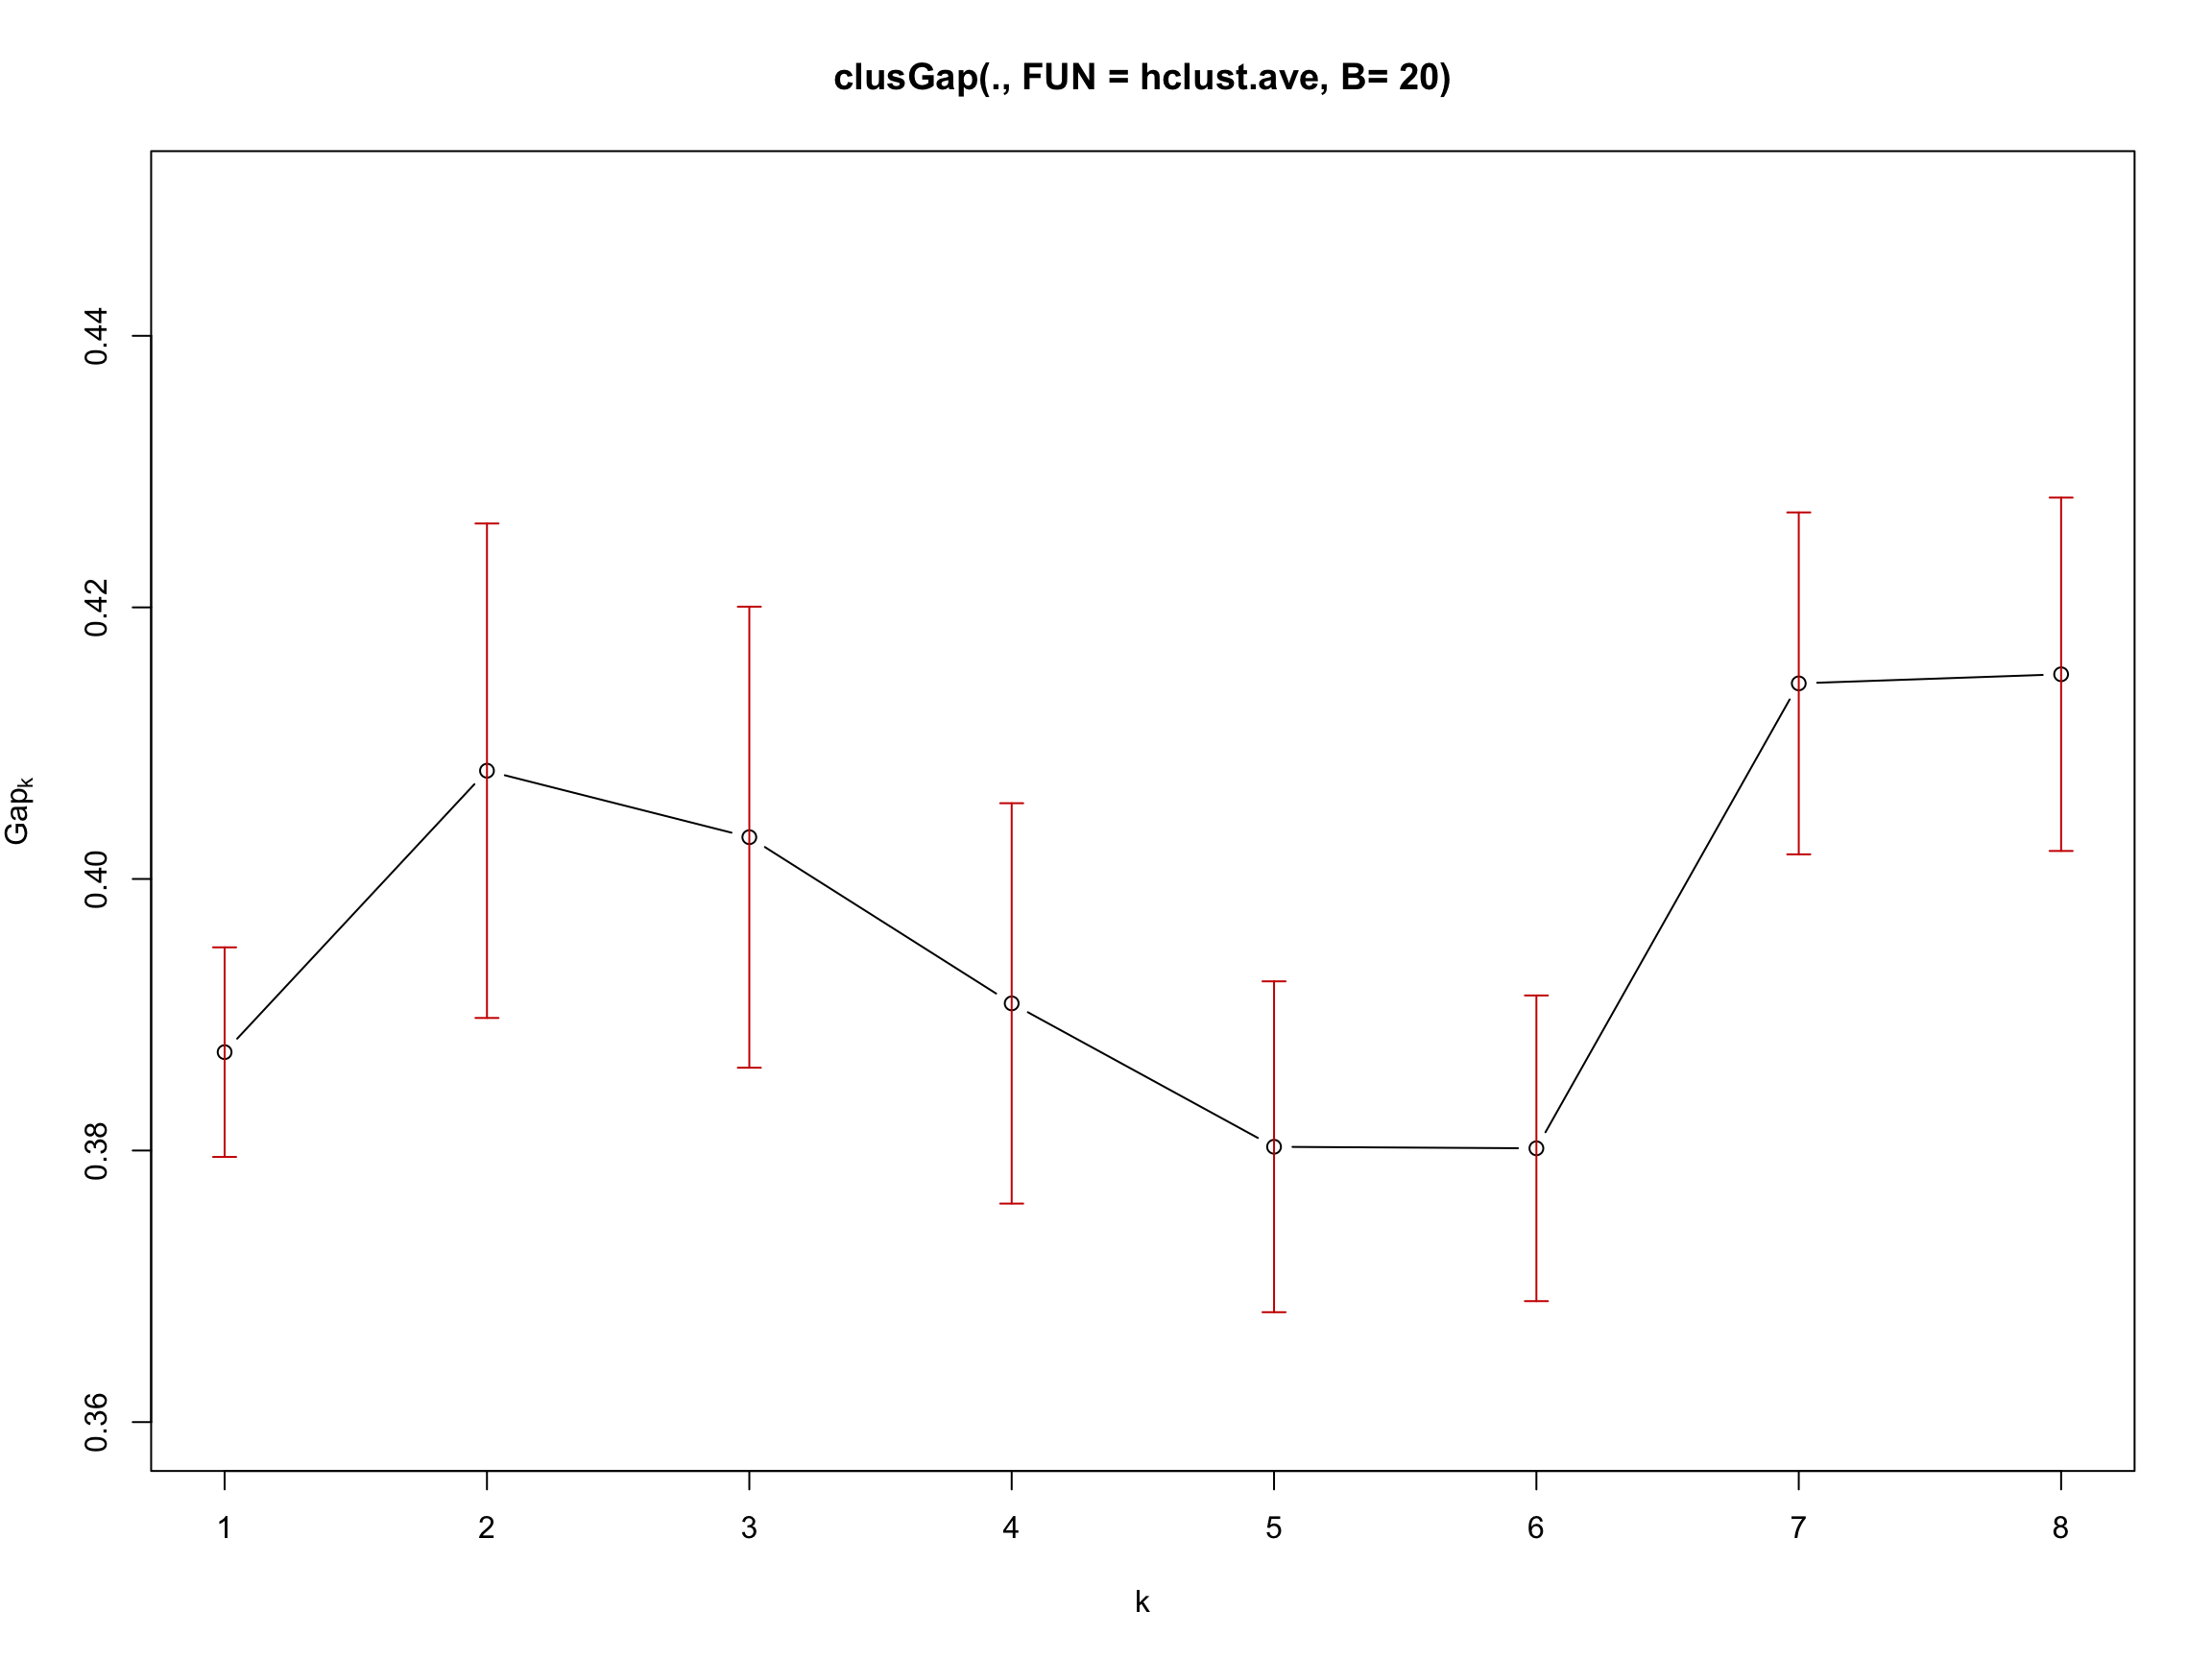 clusGap(., FUN = hclust.ave, B= 20)
Gapk
0.44
0.42
0.40
0.38
0.36
1 2 3 4 5 6 7 8
k